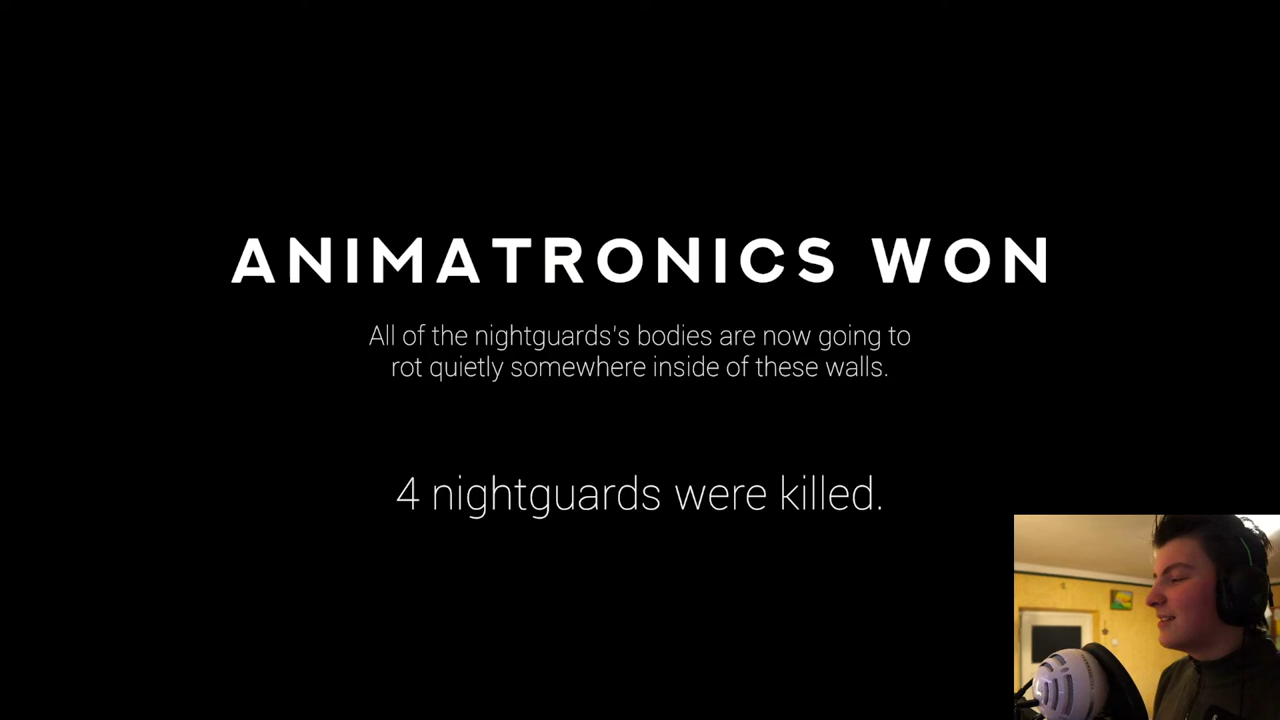 ANIMATRONICS WON
All of the nightguards's bodies are now going to
rot quietly somewhere inside of these walls.
4 nightguards were killed.